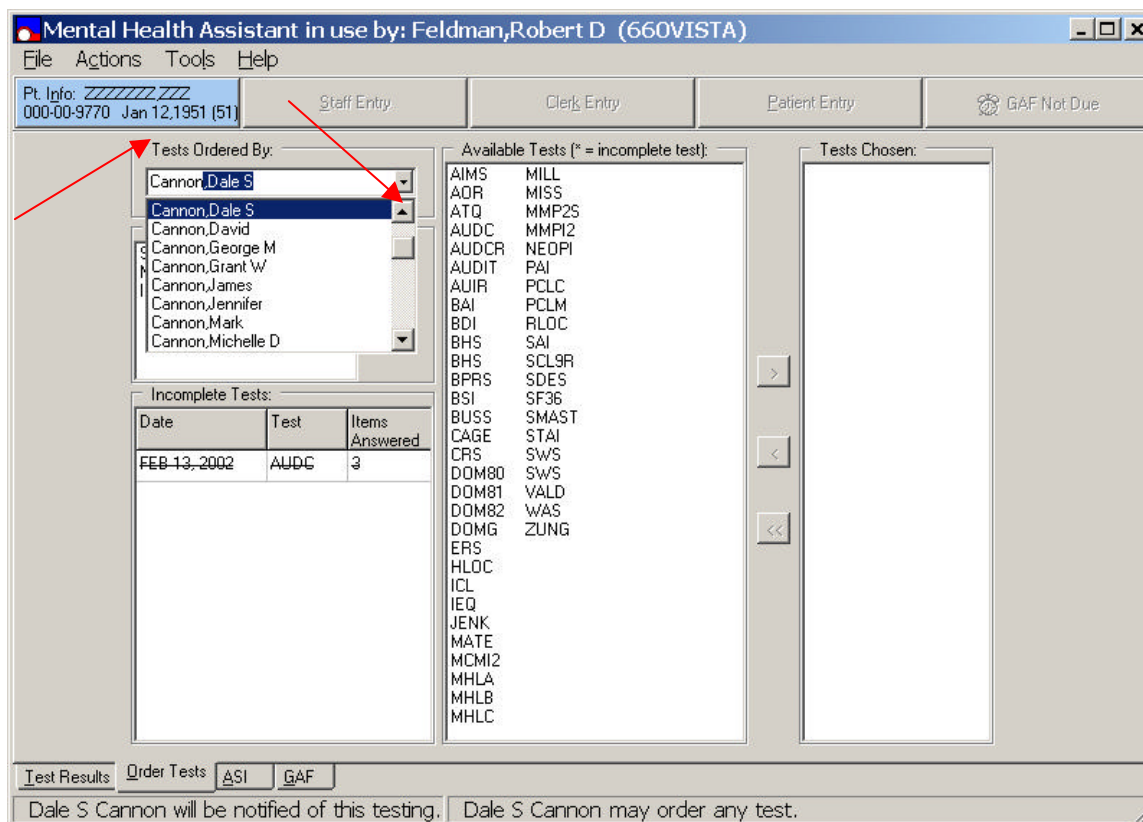 Mental Health Assistant in use by: Feldman,Robert D (660VISTA)
File Actions Tools Help
Pt. Info: ZZZZZZZ,ZZZ
000-00-9770 Jan 12,1951 (51)
Staff Entry
Clerk Entry
Patient Entry
GAF Not Due
Tests Ordered By:
Cannon,Dale S
Cannon,Dale S
Cannon,David
Cannon,George M
Cannon,Grant W
Cannon,James
Cannon,Jennifer
Cannon,Mark
Cannon,Michelle D
Incomplete Tests:
Date Test Items Answered
FEB 13, 2002 AUDC 3
Available Tests (* = incomplete test):
AIMS MILL
AOR MISS
ATQ MMP2S
AUDC MMPI2
AUDCR NEOPI
AUDIT PAI
AUIR PCLC
BAI PCLM
BDI RLOC
BHS SAI
BHS SCL9R
BPRS SDES
BSI SF36
BUSS SMAST
CAGE STAI
CRS SWS
DOM80 SWS
DOM81 VALD
DOM82 WAS
DOMG ZUNG
ERS
HLOC
ICL
IEQ
JENK
MATE
MCMI2
MHLA
MHLB
MHLC
>
<
<<
Tests Chosen:
Test Results Order Tests ASI GAF
Dale S Cannon will be notified of this testing. Dale S Cannon may order any test.